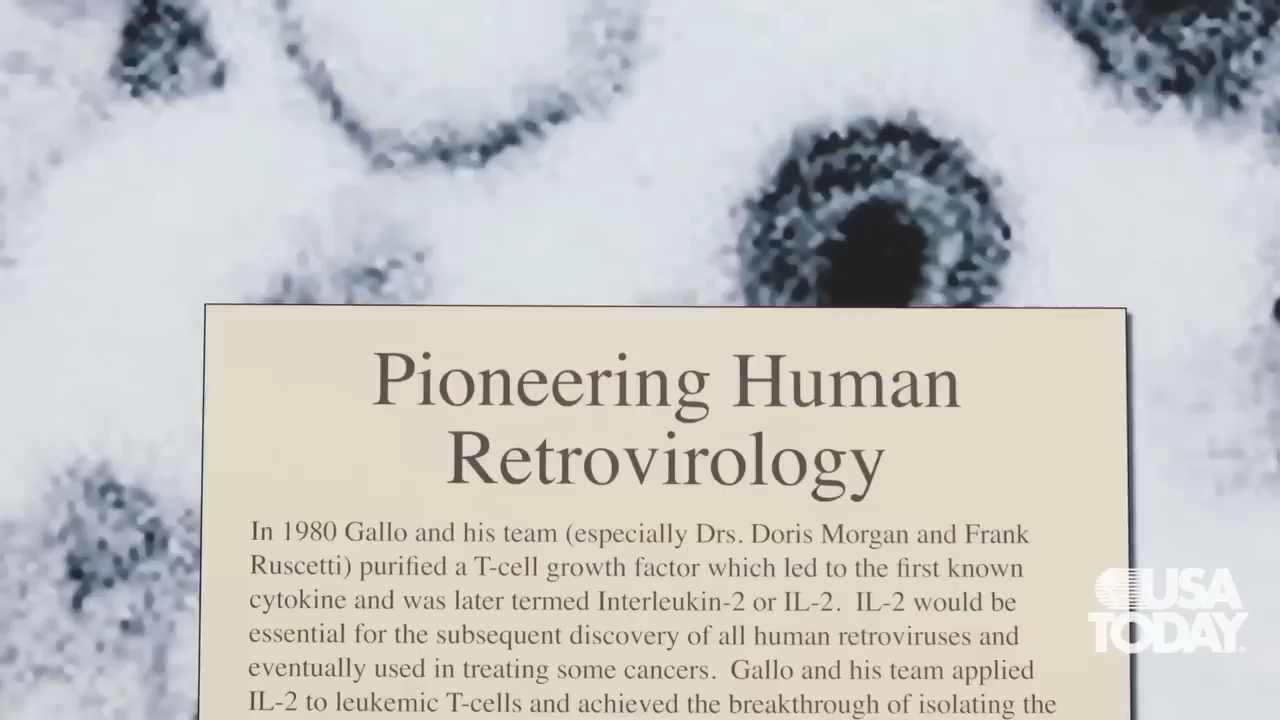 Pioneering Human
Retrovirology
In 1980 Gallo and his team (especially Drs. Doris Morgan and Frank
Ruscetti) purified a T-cell growth factor which led to the first known
cytokine and was later termed Interleukin-2 or IL-2. IL-2 would be
essential for the subsequent discovery of all human retroviruses and
eventually used in treating some cancers. Gallo and his team applied
IL-2 to leukemic T-cells and achieved the breakthrough of isolating the
USA
TODAY